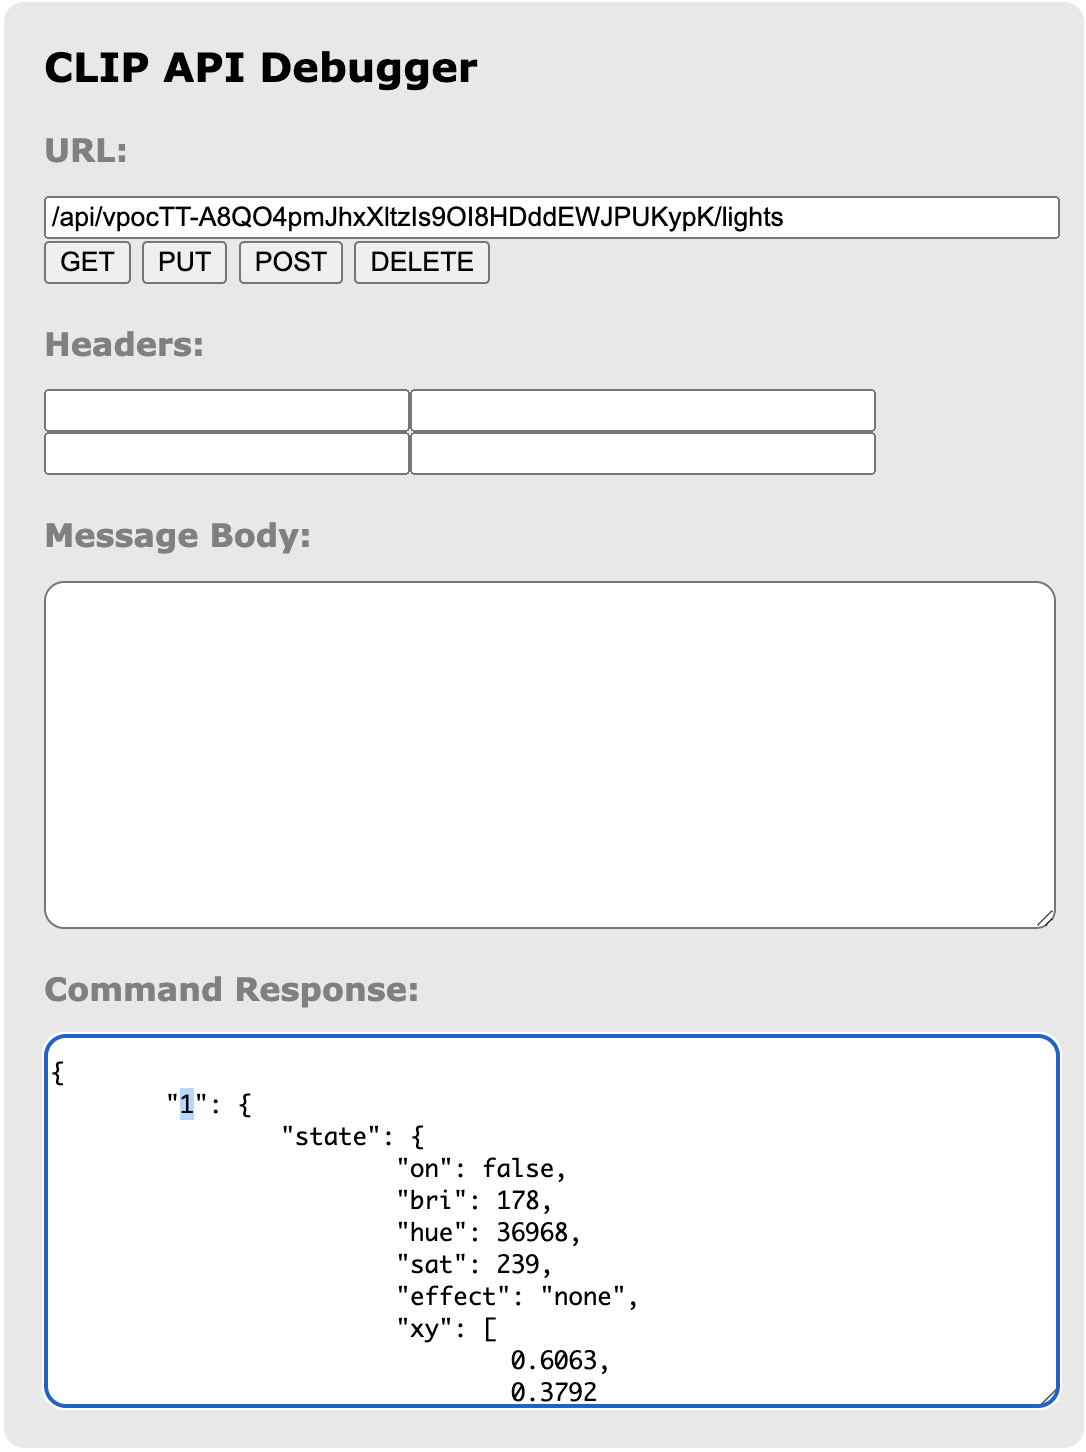 CLIP API Debugger
URL:
/api/vpocTT-A8QO4pmJhxXltzIs9OI8HDddEWJPUKypK/lights
GET PUT POST DELETE
Headers:
Message Body:
Command Response:
{
"1": {
"state": {
"on": false,
"bri": 178,
"hue": 36968,
"sat": 239,
"effect": "none",
"xy": [
0.6063,
0.3792